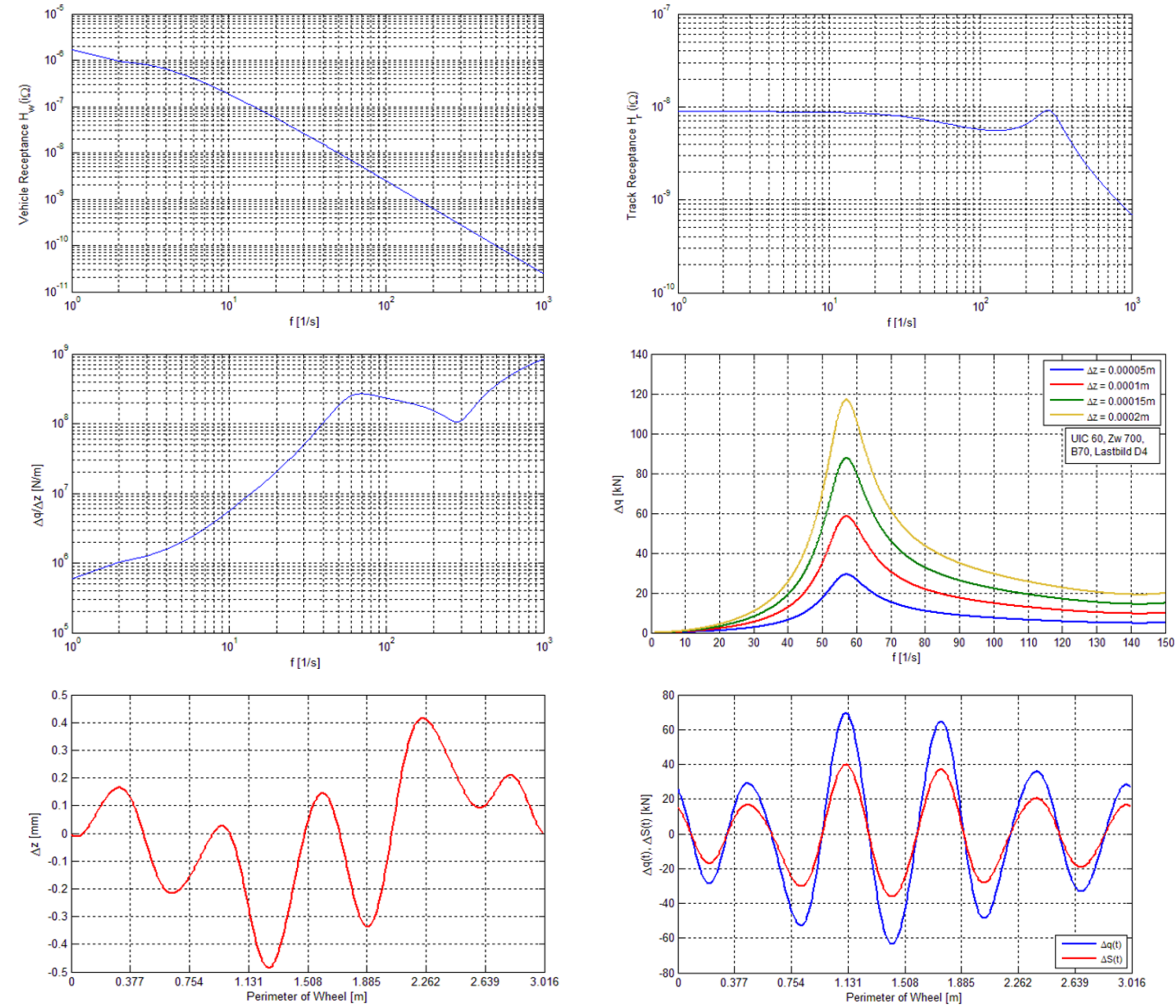 Vehicle Receptance H_w (iΩ)
10^-5
10^-6
10^-7
10^-8
10^-9
10^-10
10^-11
10^0 10^1 10^2 10^3
f [1/s]
Track Receptance H_r (iΩ)
10^-7
10^-8
10^-9
10^-10
10^0 10^1 10^2 10^3
f [1/s]
Δq/Δz [N/m]
10^9
10^8
10^7
10^6
10^5
10^0 10^1 10^2 10^3
f [1/s]
Δq [kN]
140
120
100
80
60
40
20
0
0 10 20 30 40 50 60 70 80 90 100 110 120 130 140 150
f [1/s]
Δz = 0.00005m
Δz = 0.0001m
Δz = 0.00015m
Δz = 0.0002m
UIC 60, Zw 700,
B70, Lastbild D4
Δz [mm]
0.5
0.4
0.3
0.2
0.1
0
-0.1
-0.2
-0.3
-0.4
-0.5
0 0.377 0.754 1.131 1.508 1.885 2.262 2.639 3.016
Perimeter of Wheel [m]
Δq(t), ΔS(t) [kN]
80
60
40
20
0
-20
-40
-60
-80
0 0.377 0.754 1.131 1.508 1.885 2.262 2.639 3.016
Perimeter of Wheel [m]
Δq(t)
ΔS(t)